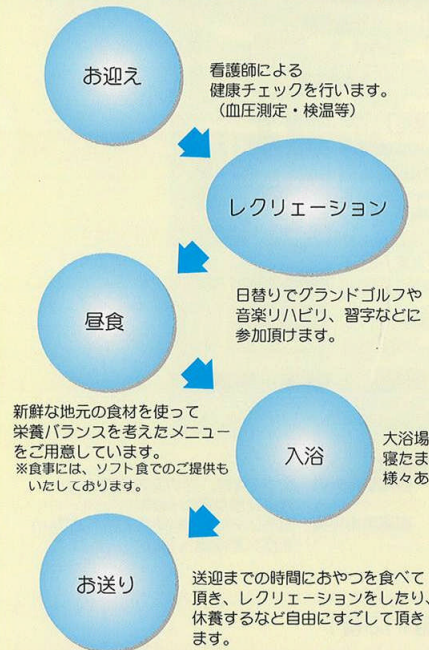 お迎え
看護師による
健康チェックを行います。
（血圧測定・検温等）
レクリェーション
日替りでグランドゴルフや
音楽リハビリ、習字などに
参加頂けます。
昼食
新鮮な地元の食材を使って
栄養バランスを考えたメニュー
をご用意しています。
※食事には、ソフト食でのご提供も
いたしております。
入浴
大浴場
寝たま
様々あ
お送り
送迎までの時間におやつを食べて
頂き、レクリェーションをしたり、
休養するなど自由にすごして頂き
ます。